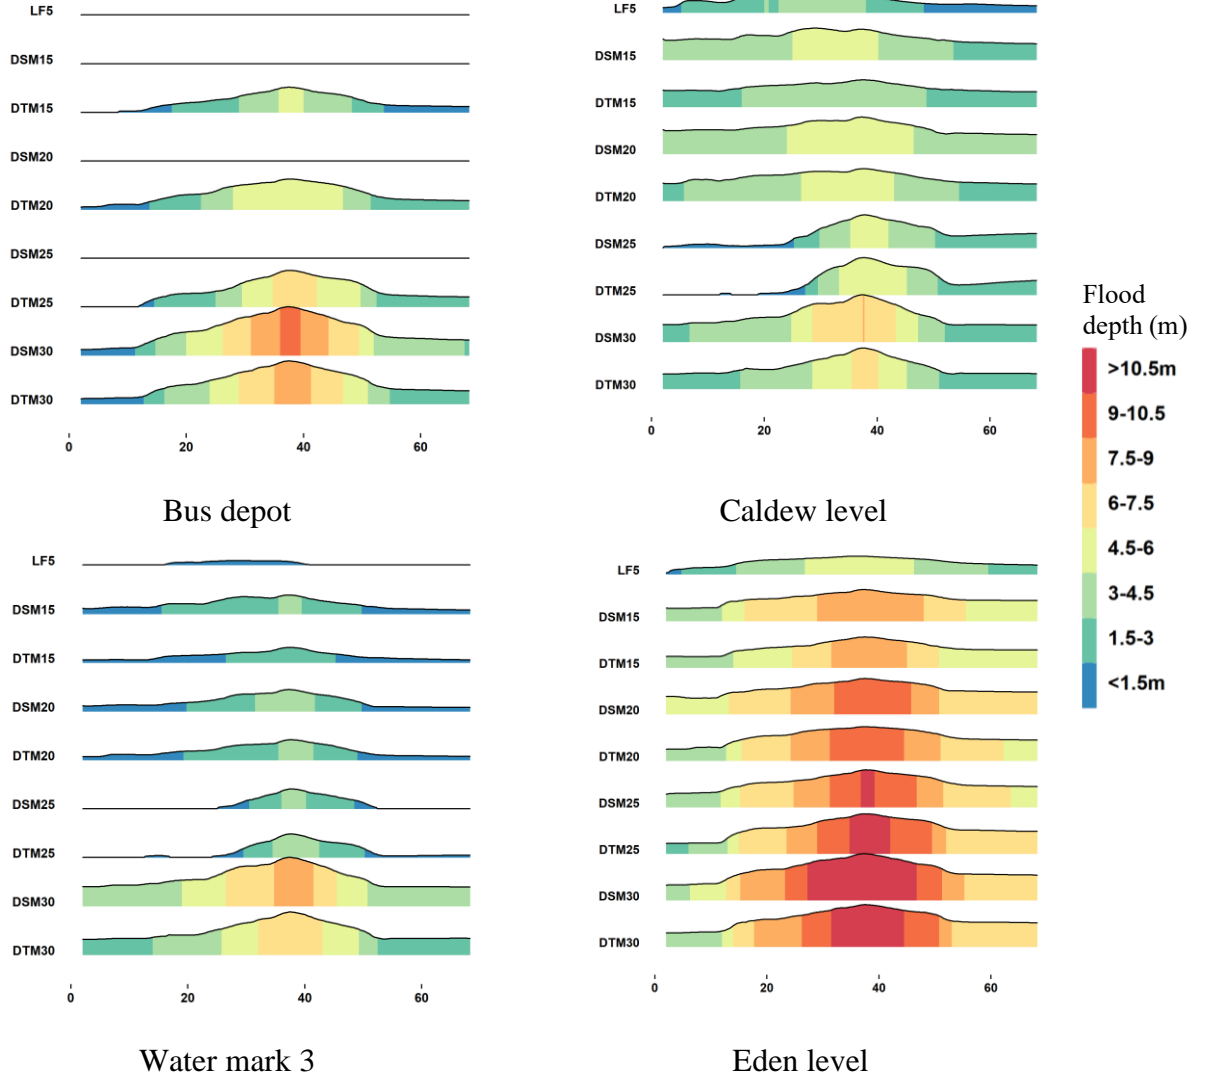 LF5
DSM15
DTM15
DSM20
DTM20
DSM25
DTM25
DSM30
DTM30
0 20 40 60
Bus depot
LF5
DSM15
DTM15
DSM20
DTM20
DSM25
DTM25
DSM30
DTM30
0 20 40 60
Caldew level
Flood
depth (m)
>10.5m
9-10.5
7.5-9
6-7.5
4.5-6
3-4.5
1.5-3
<1.5m
LF5
DSM15
DTM15
DSM20
DTM20
DSM25
DTM25
DSM30
DTM30
0 20 40 60
Water mark 3
LF5
DSM15
DTM15
DSM20
DTM20
DSM25
DTM25
DSM30
DTM30
0 20 40 60
Eden level